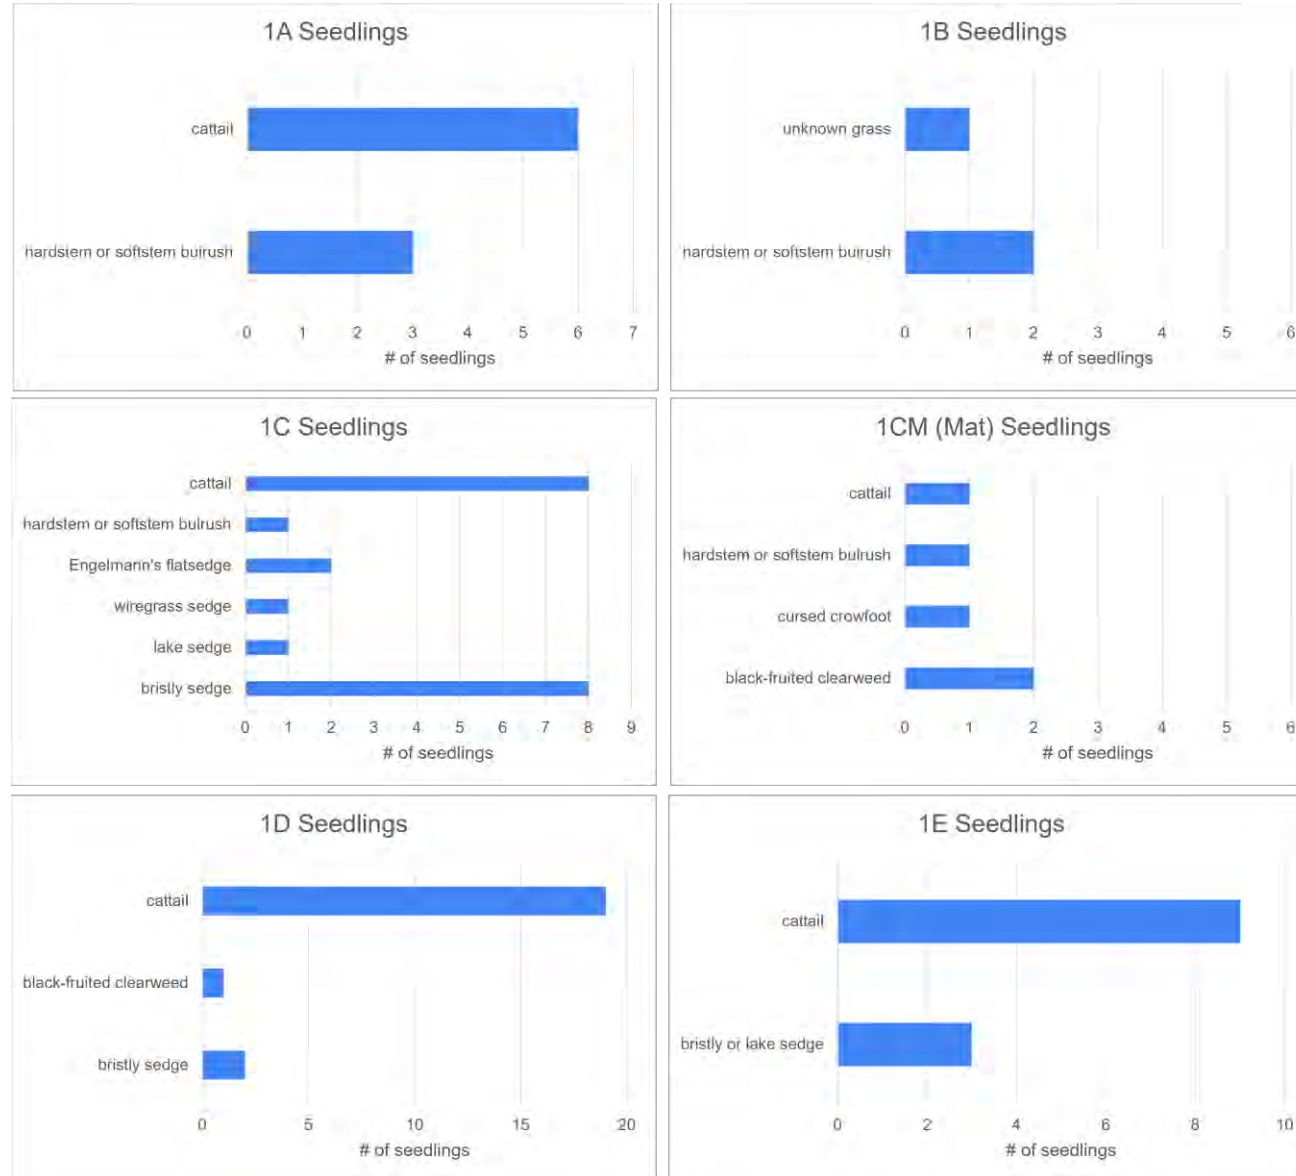 1A Seedlings
cattail
hardstem or softstem bulrush
0 1 2 3 4 5 6 7
# of seedlings
1B Seedlings
unknown grass
hardstem or softstem bulrush
0 1 2 3 4 5 6
# of seedlings
1C Seedlings
cattail
hardstem or softstem bulrush
Engelmann's flatsedge
wiregrass sedge
lake sedge
bristly sedge
0 1 2 3 4 5 6 7 8 9
# of seedlings
1CM (Mat) Seedlings
cattail
hardstem or softstem bulrush
cursed crowfoot
black-fruited clearweed
0 1 2 3 4 5 6
# of seedlings
1D Seedlings
cattail
black-fruited clearweed
bristly sedge
0 5 10 15 20
# of seedlings
1E Seedlings
cattail
bristly or lake sedge
0 2 4 6 8 10
# of seedlings